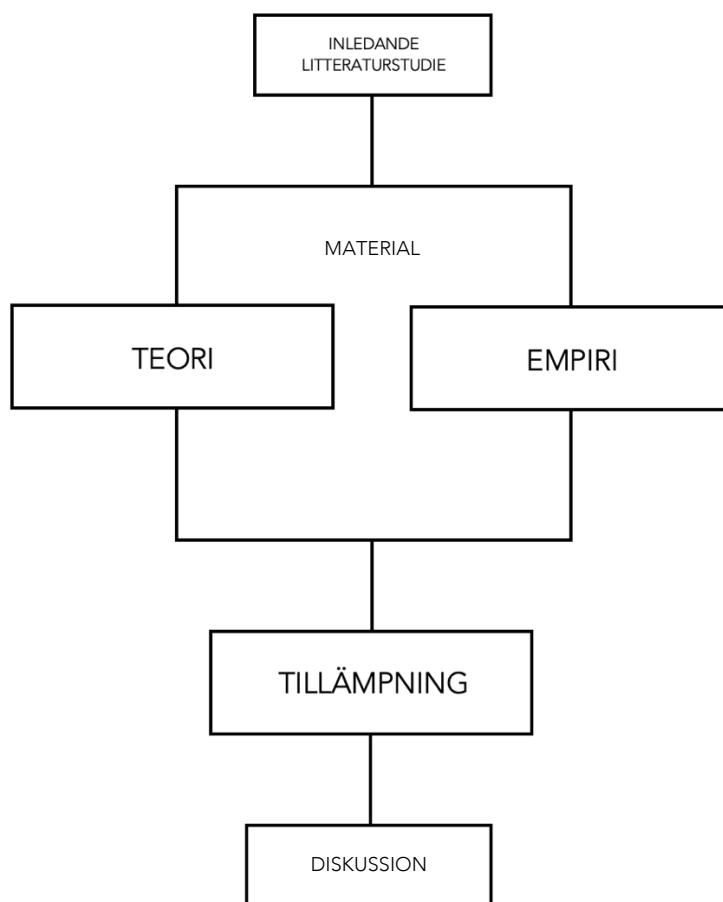 INLEDANDE
LITTERATURSTUDIE
MATERIAL
TEORI
EMPIRI
TILLÄMPNING
DISKUSSION